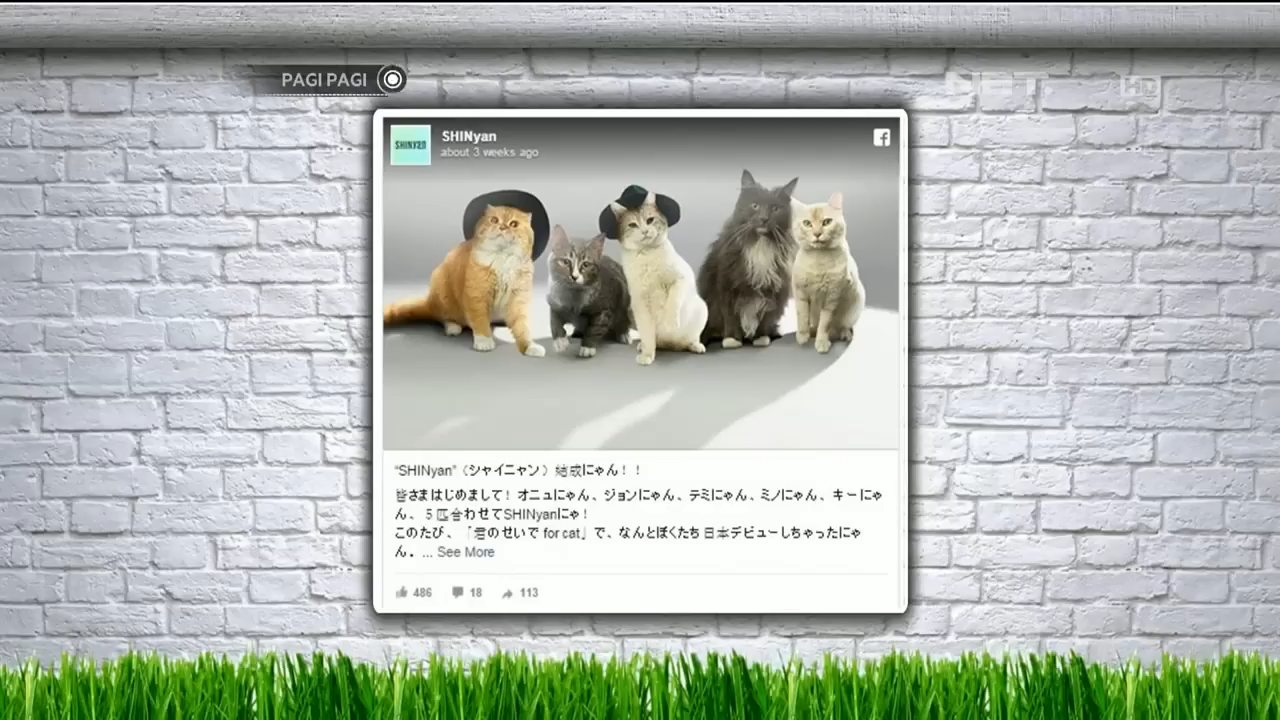 PAGI PAGI
NET.
HD
SHINyan
SHINyan
about 3 weeks ago
“SHINyan”（シャイニャン）結成にゃん！！
皆さまはじめまして！オニュにゃん、ジョンにゃん、テミにゃん、ミノにゃん、キーにゃ
ん、５匹合わせてSHINyanにゃ！
このたび、「君のせいで for cat」で、なんとぼくたち日本デビューしちゃったにゃ
ん。... See More
486 18 113